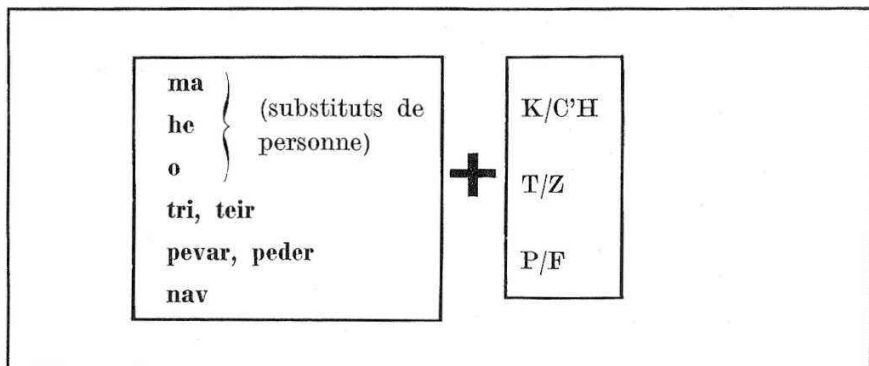 ma
he
o
(substituts de
personne)
tri, teir
pevar, peder
nav
+
K/C'H
T/Z
P/F